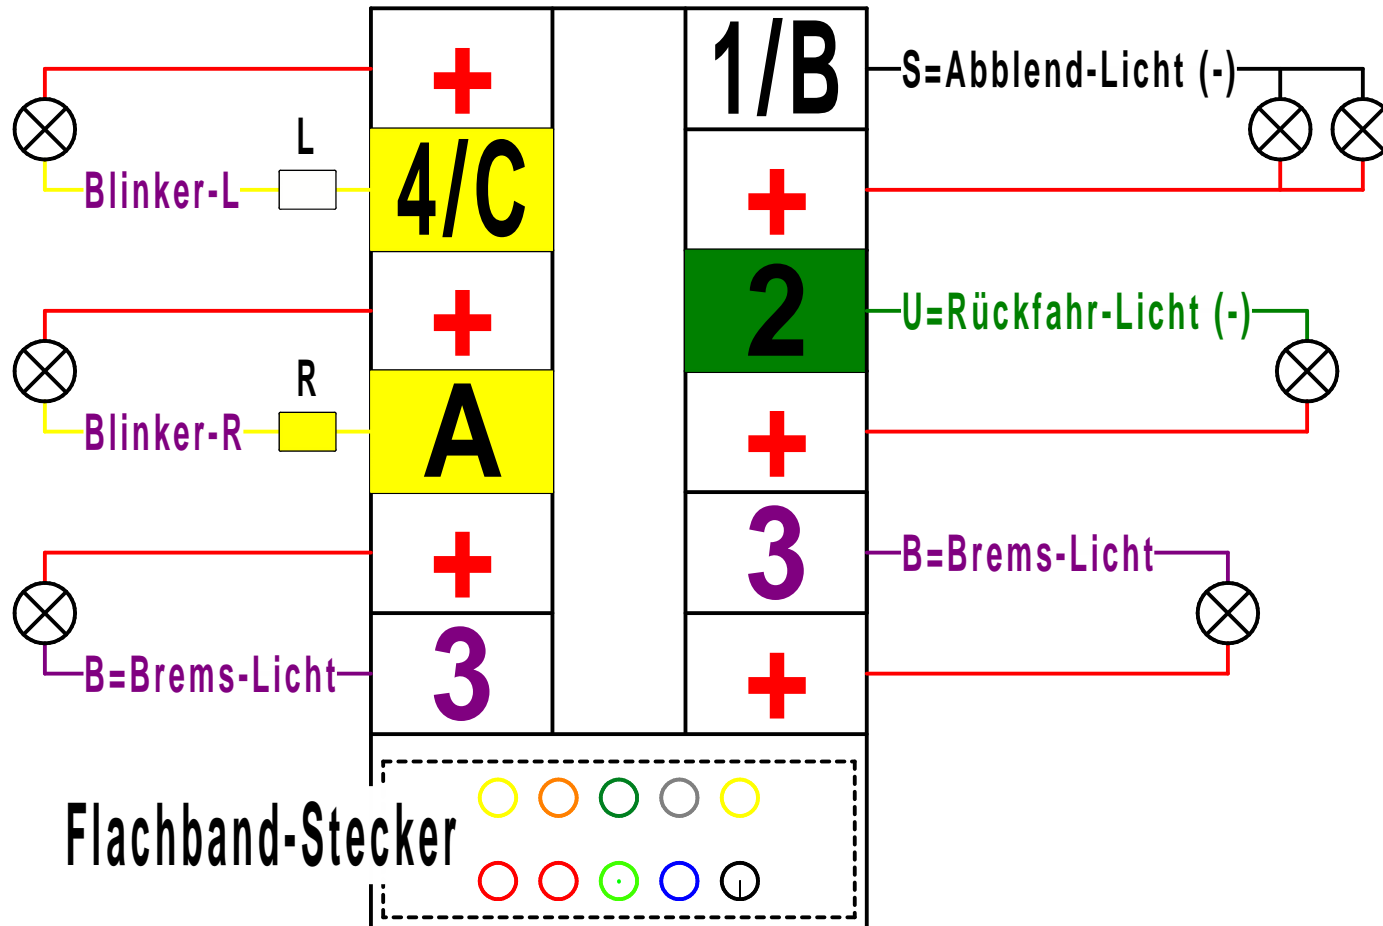 +
1/B
S=Abblend-Licht (-)
L
Blinker-L
4/C
+
+
2
U=Rückfahr-Licht (-)
R
Blinker-R
A
+
+
3
B=Brems-Licht
B=Brems-Licht
3
+
Flachband-Stecker